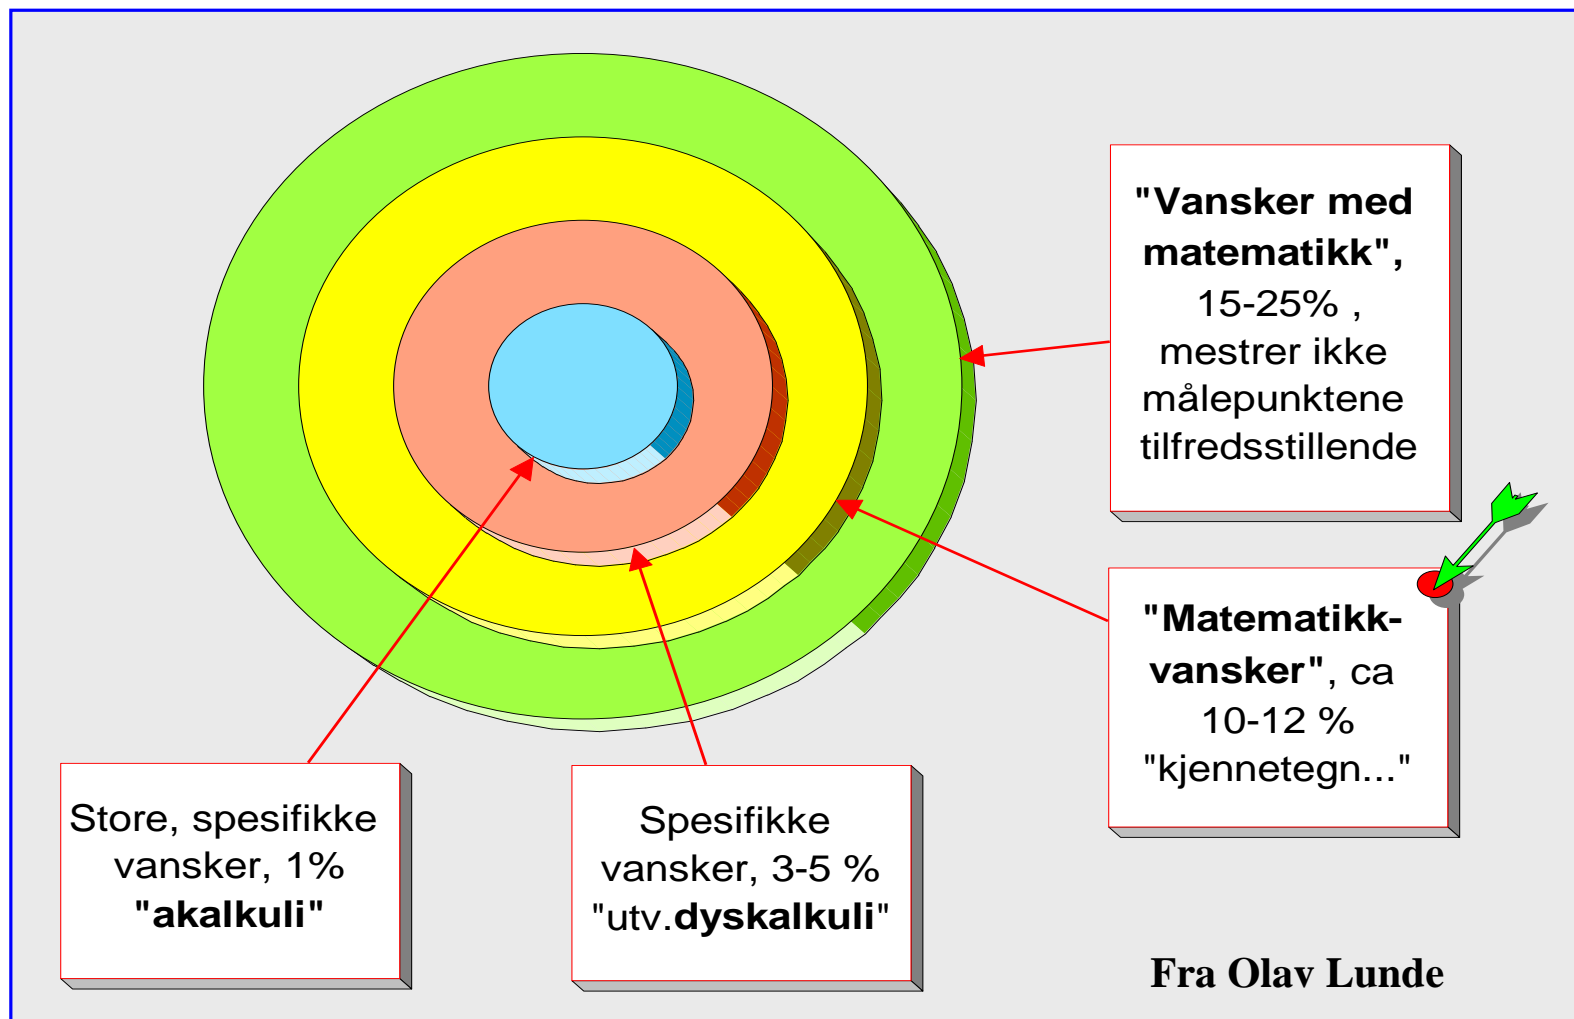 "Vansker med
matematikk",
15-25% ,
mestrer ikke
målepunktene
tilfredsstillende
"Matematikk-
vansker", ca
10-12 %
"kjennetegn..."
Store, spesifikke
vansker, 1%
"akalkuli"
Spesifikke
vansker, 3-5 %
"utv.dyskalkuli"
Fra Olav Lunde